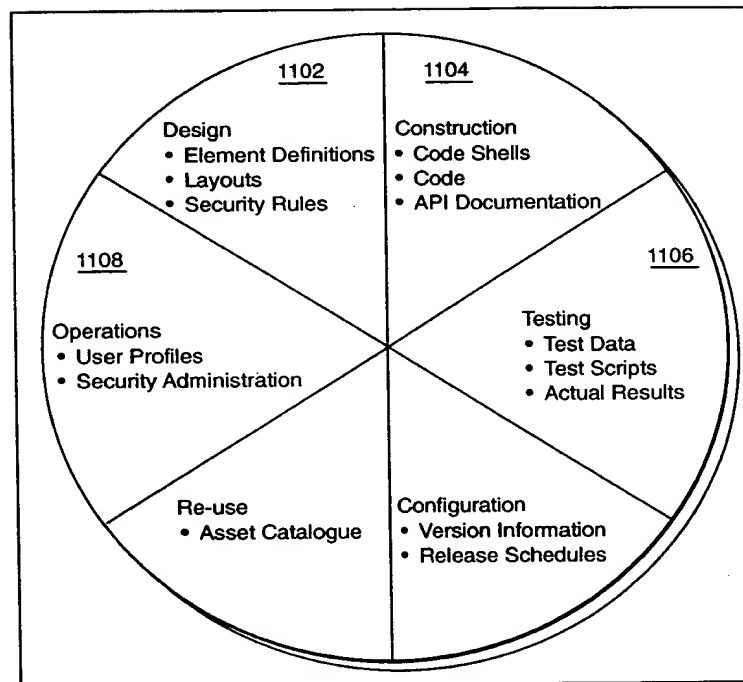 1102
Design
• Element Definitions
• Layouts
• Security Rules
1104
Construction
• Code Shells
• Code
• API Documentation
1106
Testing
• Test Data
• Test Scripts
• Actual Results
1108
Operations
• User Profiles
• Security Administration
Re-use
• Asset Catalogue
Configuration
• Version Information
• Release Schedules